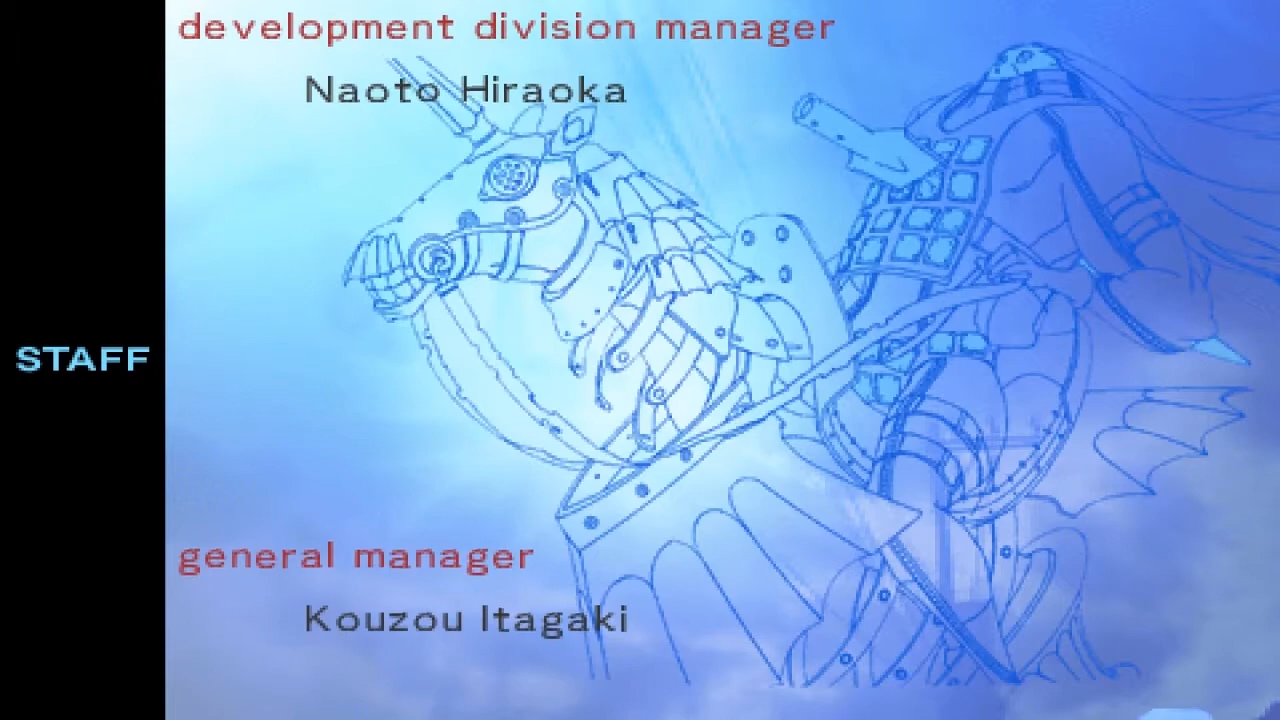 development division manager
Naoto Hiraoka
STAFF
general manager
Kouzou Itagaki